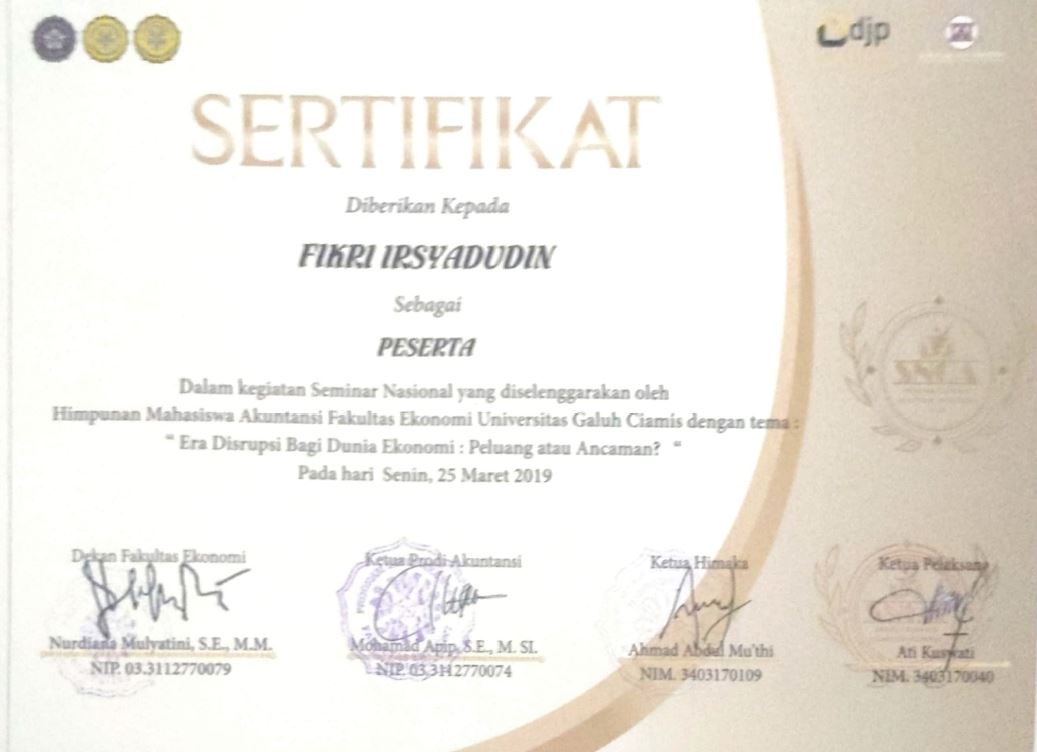 djp
SERTIFIKAT
Diberikan Kepada
FIKRI IRSYADUDIN
Sebagai
PESERTA
Dalam kegiatan Seminar Nasional yang diselenggarakan oleh
Himpunan Mahasiswa Akuntansi Fakultas Ekonomi Universitas Galuh Ciamis dengan tema :
“ Era Disrupsi Bagi Dunia Ekonomi : Peluang atau Ancaman? “
Pada hari Senin, 25 Maret 2019
Dekan Fakultas Ekonomi
Nurdiana Mulyatini, S.E., M.M.
NIP. 03.3112770079
Ketua Prodi Akuntansi
Mohamad Apip, S.E., M. SI.
NIP. 03.3112770074
Ketua Himaka
Ahmad Abdul Mu'thi
NIM. 3403170109
Ketua Pelaksana
Ati Kuswati
NIM. 3403170040